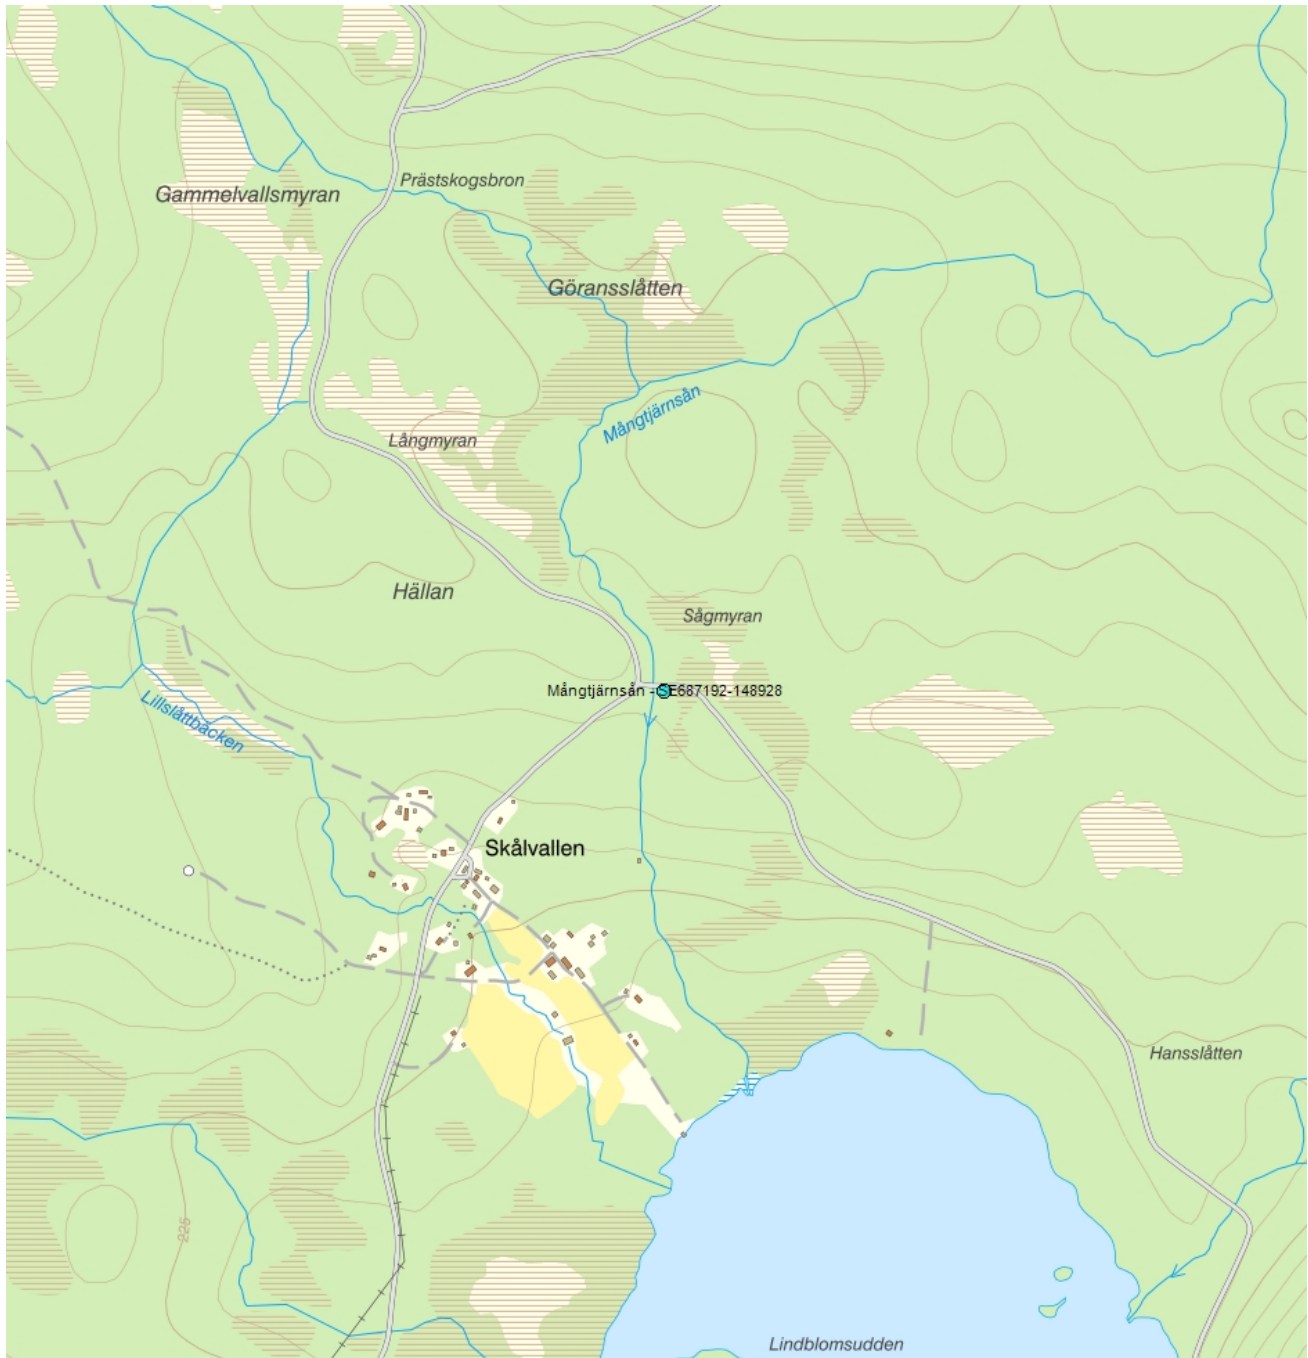 Prästskogsbron
Gammelvallsmyran
Göransslåtten
Mångtjärnsån
Långmyran
Hällan
Sågmyran
Mångtjärnsån - SE687192-148928
Lillslåttbäcken
Skålvallen
Hansslåtten
225
Lindblomsudden